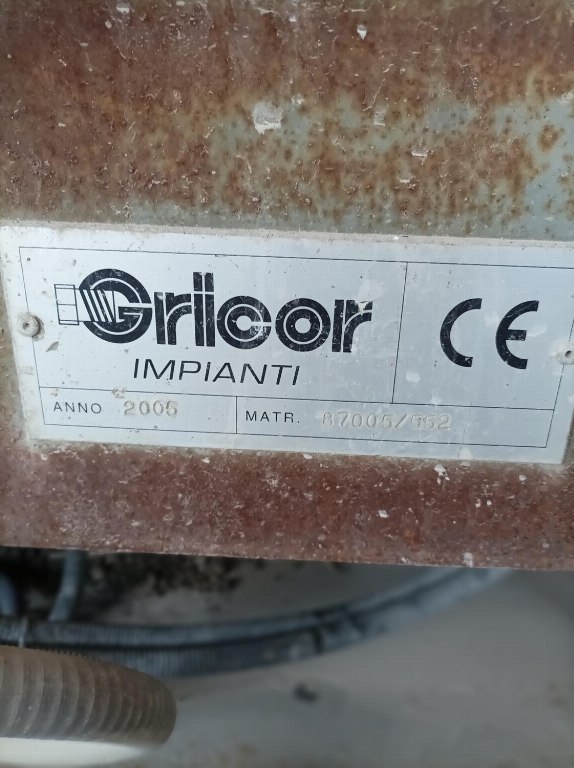 Gricor
IMPIANTI
CE
ANNO 2005
MATR. 87005/552